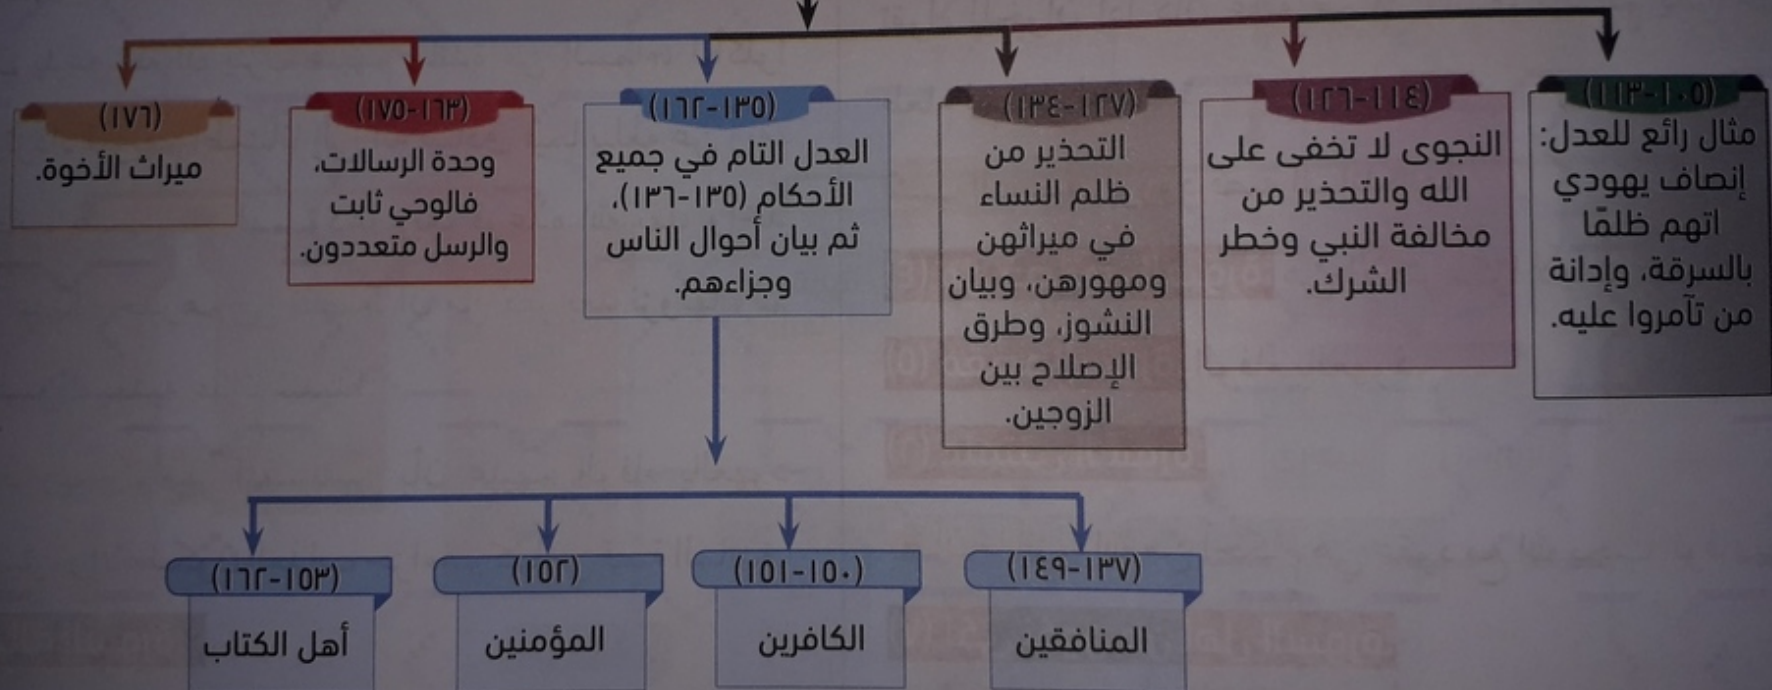 (١٠٥-١١٣)
مثال رائع للعدل:
إنصاف يهودي
اتهم ظلمًّا
بالسرقة، وإدانة
من تآمروا عليه.
(١١٤-١٢٦)
النجوى لا تخفى على
الله والتحذير من
مخالفة النبي وخطر
الشرك.
(١٢٧-١٣٤)
التحذير من
ظلم النساء
في ميراثهن
ومهورهن، وبيان
النشوز، وطرق
الإصلاح بين
الزوجين.
(١٣٥-١٦٢)
العدل التام في جميع
الأحكام (١٣٥-١٣٦)،
ثم بيان أحوال الناس
وجزاءهم.
(١٦٣-١٧٥)
وحدة الرسالات،
فالوحي ثابت
والرسل متعددون.
(١٧٦)
ميراث الأخوة.
(١٣٧-١٤٩)
المنافقين
(١٥٠-١٥١)
الكافرين
(١٥٢)
المؤمنين
(١٥٣-١٦٢)
أهل الكتاب